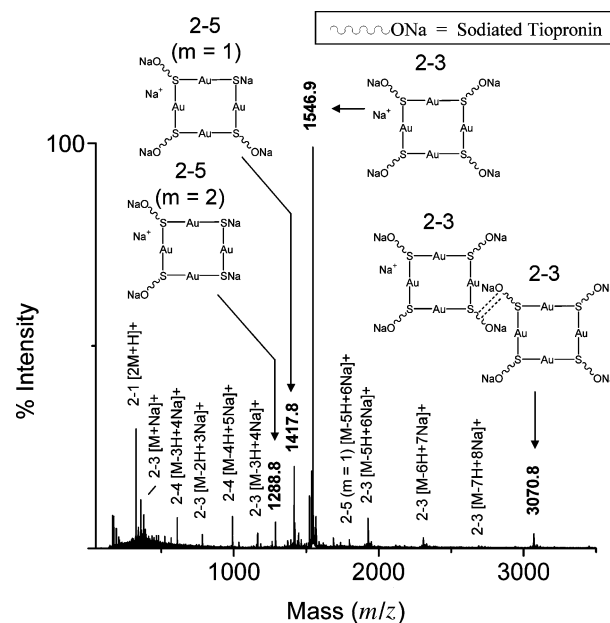 ONa = Sodiated Tiopronin
2-5
(m = 1)
NaO
S
Au
SNa
Na+
Au
Au
S
Au
S
NaO
ONa
2-5
(m = 2)
NaO
S
Au
SNa
Na+
Au
Au
S
Au
SNa
NaO
1546.9
2-3
NaO
ONa
S
Au
S
Na+
Au
Au
S
Au
S
NaO
ONa
2-3
NaO
ONa
S
Au
S
Na+
Au
Au
S
Au
S
NaO
ONa
2-3
NaO
S
Au
S
Au
Au
S
Au
S
NaO
100
% Intensity
2-1 [2M+H]+
2-3 [M+Na]+
2-4 [M-3H+4Na]+
2-3 [M-2H+3Na]+
2-4 [M-4H+5Na]+
2-3 [M-3H+4Na]+
1288.8
1417.8
2-5 (m = 1) [M-5H+6Na]+
2-3 [M-5H+6Na]+
2-3 [M-6H+7Na]+
2-3 [M-7H+8Na]+
3070.8
1000
2000
3000
Mass (m/z)